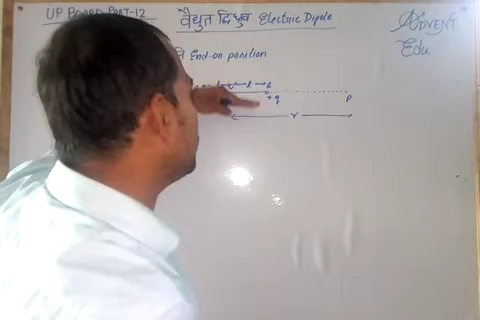 UP BOARD PART-12
वैद्युत द्विध्रुव Electric Dipole
ADVENT
Edu
End-on position
l l B
+q P
r